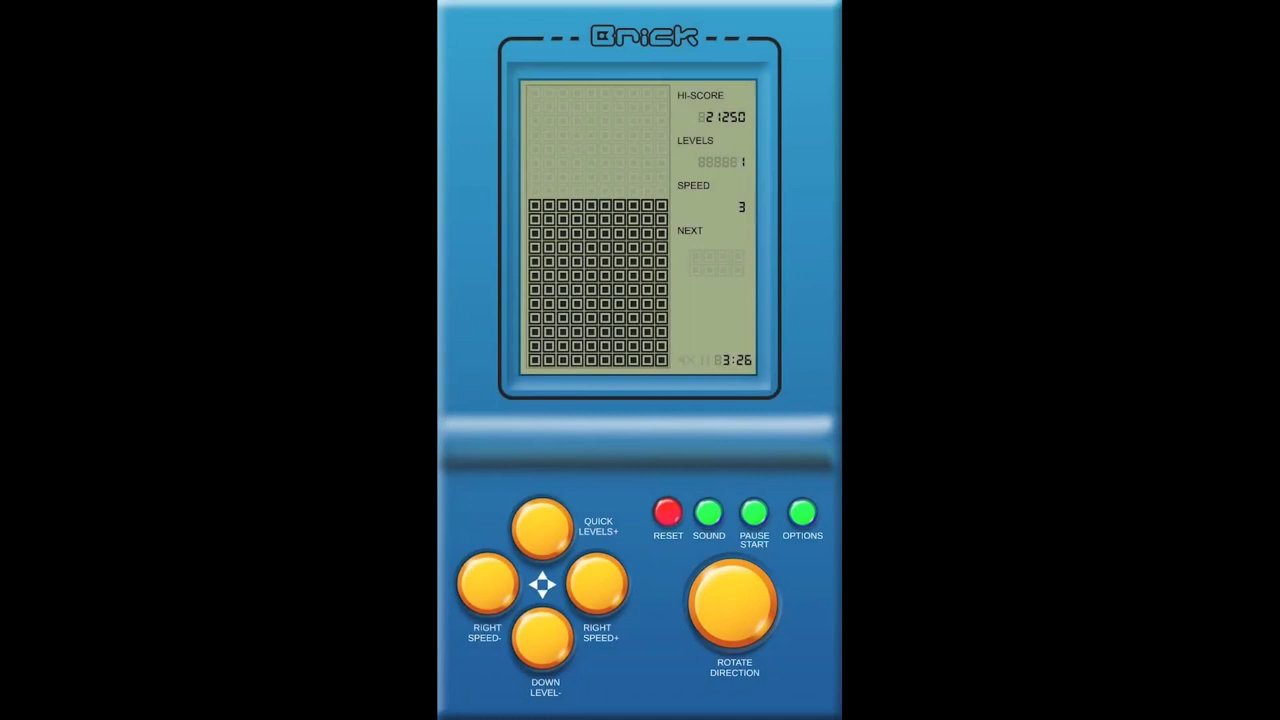 Brick
HI-SCORE
21250
LEVELS
1
SPEED
3
NEXT
3:26
QUICK
LEVELS+
RESET
SOUND
PAUSE
START
OPTIONS
RIGHT
SPEED-
RIGHT
SPEED+
ROTATE
DIRECTION
DOWN
LEVEL-